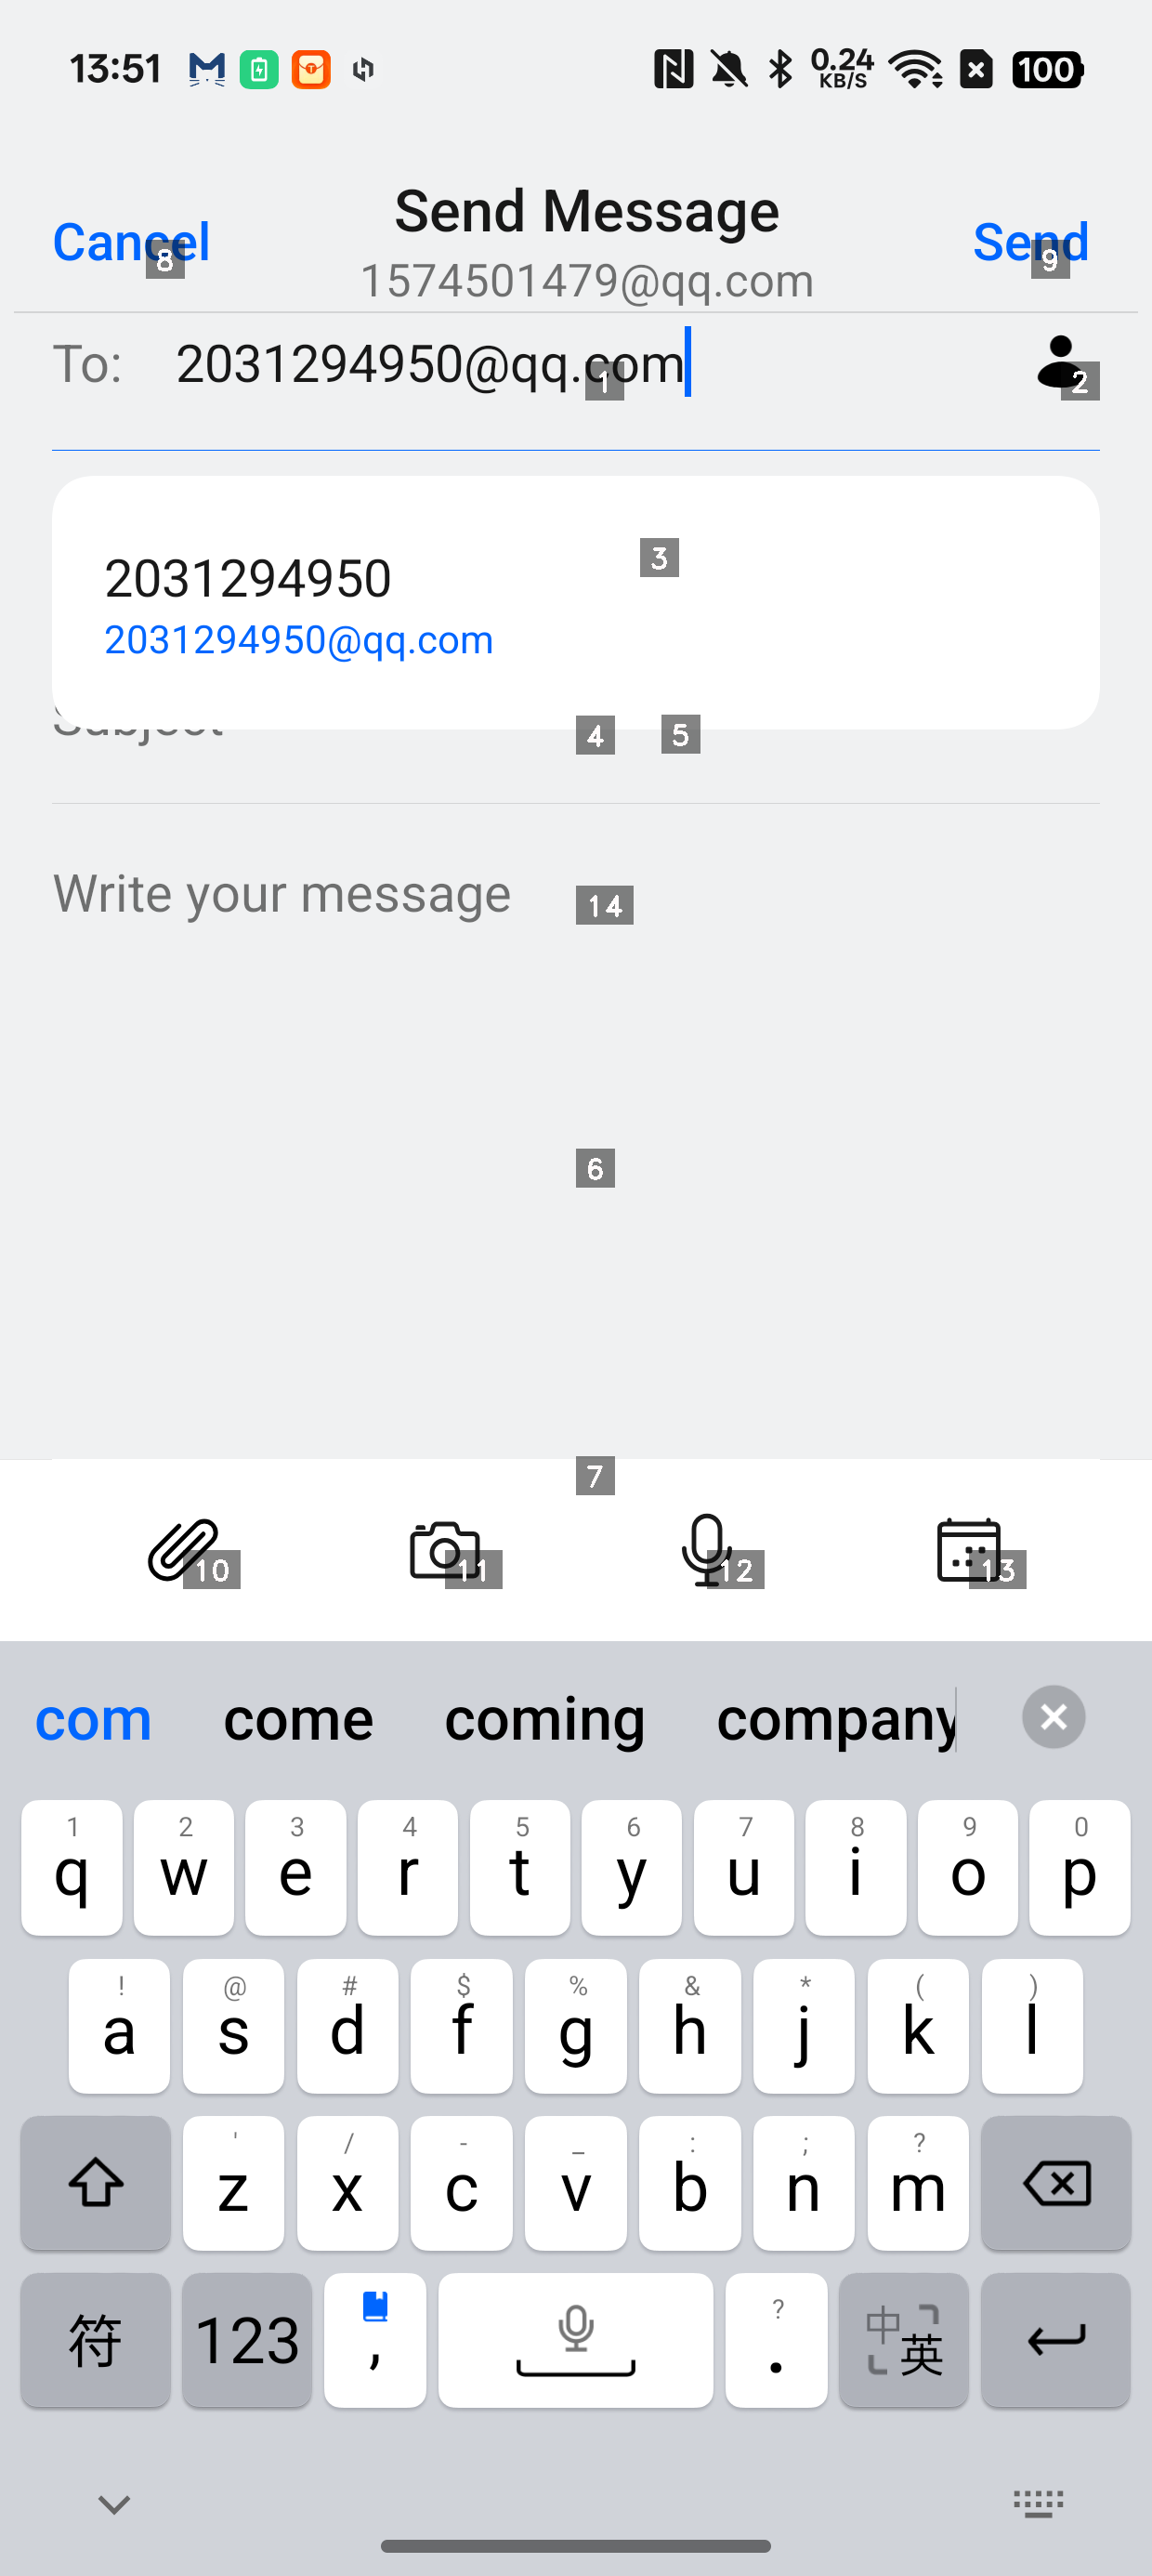 13:51
0.24
KB/S
100
Cancel
Send Message
Send
8
9
1574501479@qq.com
To:
2031294950@qq.com
1
2
3
2031294950
2031294950@qq.com
Subject
4
5
Write your message
14
6
7
10
11
12
13
com come coming company
1 2 3 4 5 6 7 8 9 0
q w e r t y u i o p
! @ # $ % & * ( )
a s d f g h j k l
' / - _ : ; ?
z x c v b n m
?
符 123 , . 中 英